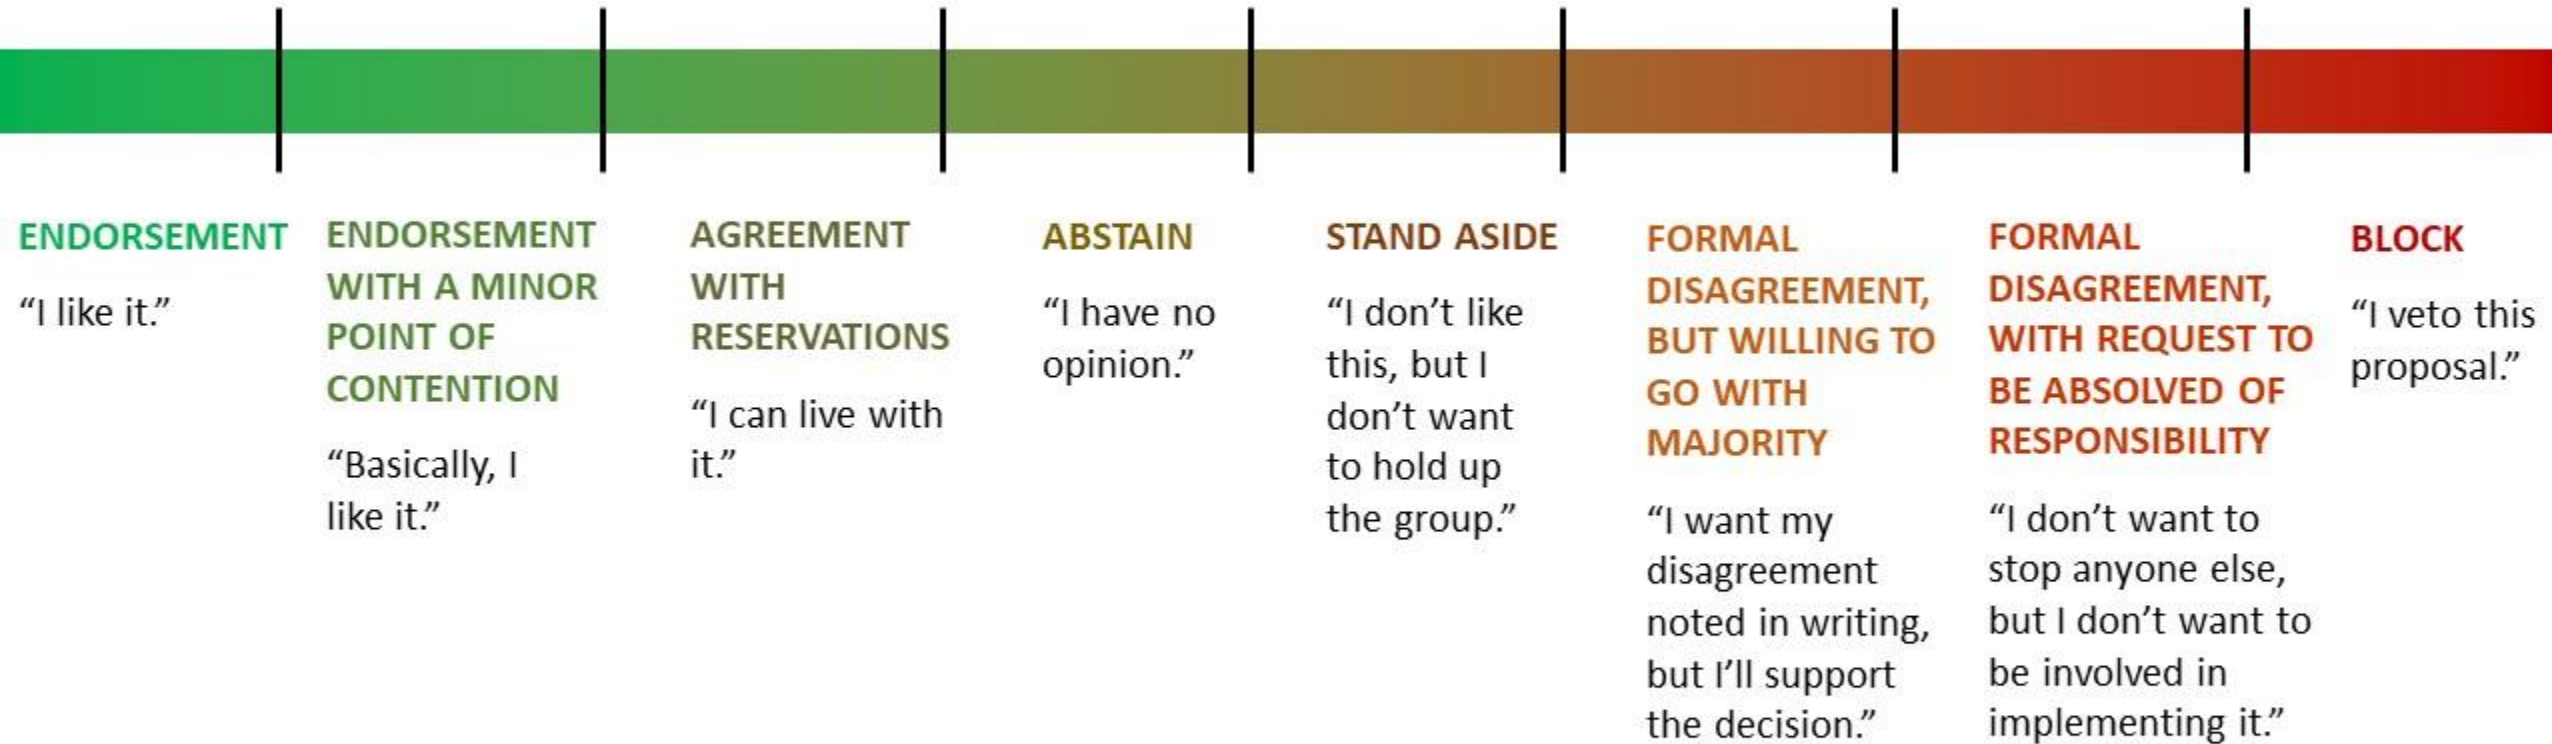 ENDORSEMENT
“I like it.”
ENDORSEMENT
WITH A MINOR
POINT OF
CONTENTION
“Basically, I
like it.”
AGREEMENT
WITH
RESERVATIONS
“I can live with
it.”
ABSTAIN
“I have no
opinion.”
STAND ASIDE
“I don’t like
this, but I
don’t want
to hold up
the group.”
FORMAL
DISAGREEMENT,
BUT WILLING TO
GO WITH
MAJORITY
“I want my
disagreement
noted in writing,
but I’ll support
the decision.”
FORMAL
DISAGREEMENT,
WITH REQUEST TO
BE ABSOLVED OF
RESPONSIBILITY
“I don’t want to
stop anyone else,
but I don’t want to
be involved in
implementing it.”
BLOCK
“I veto this
proposal.”